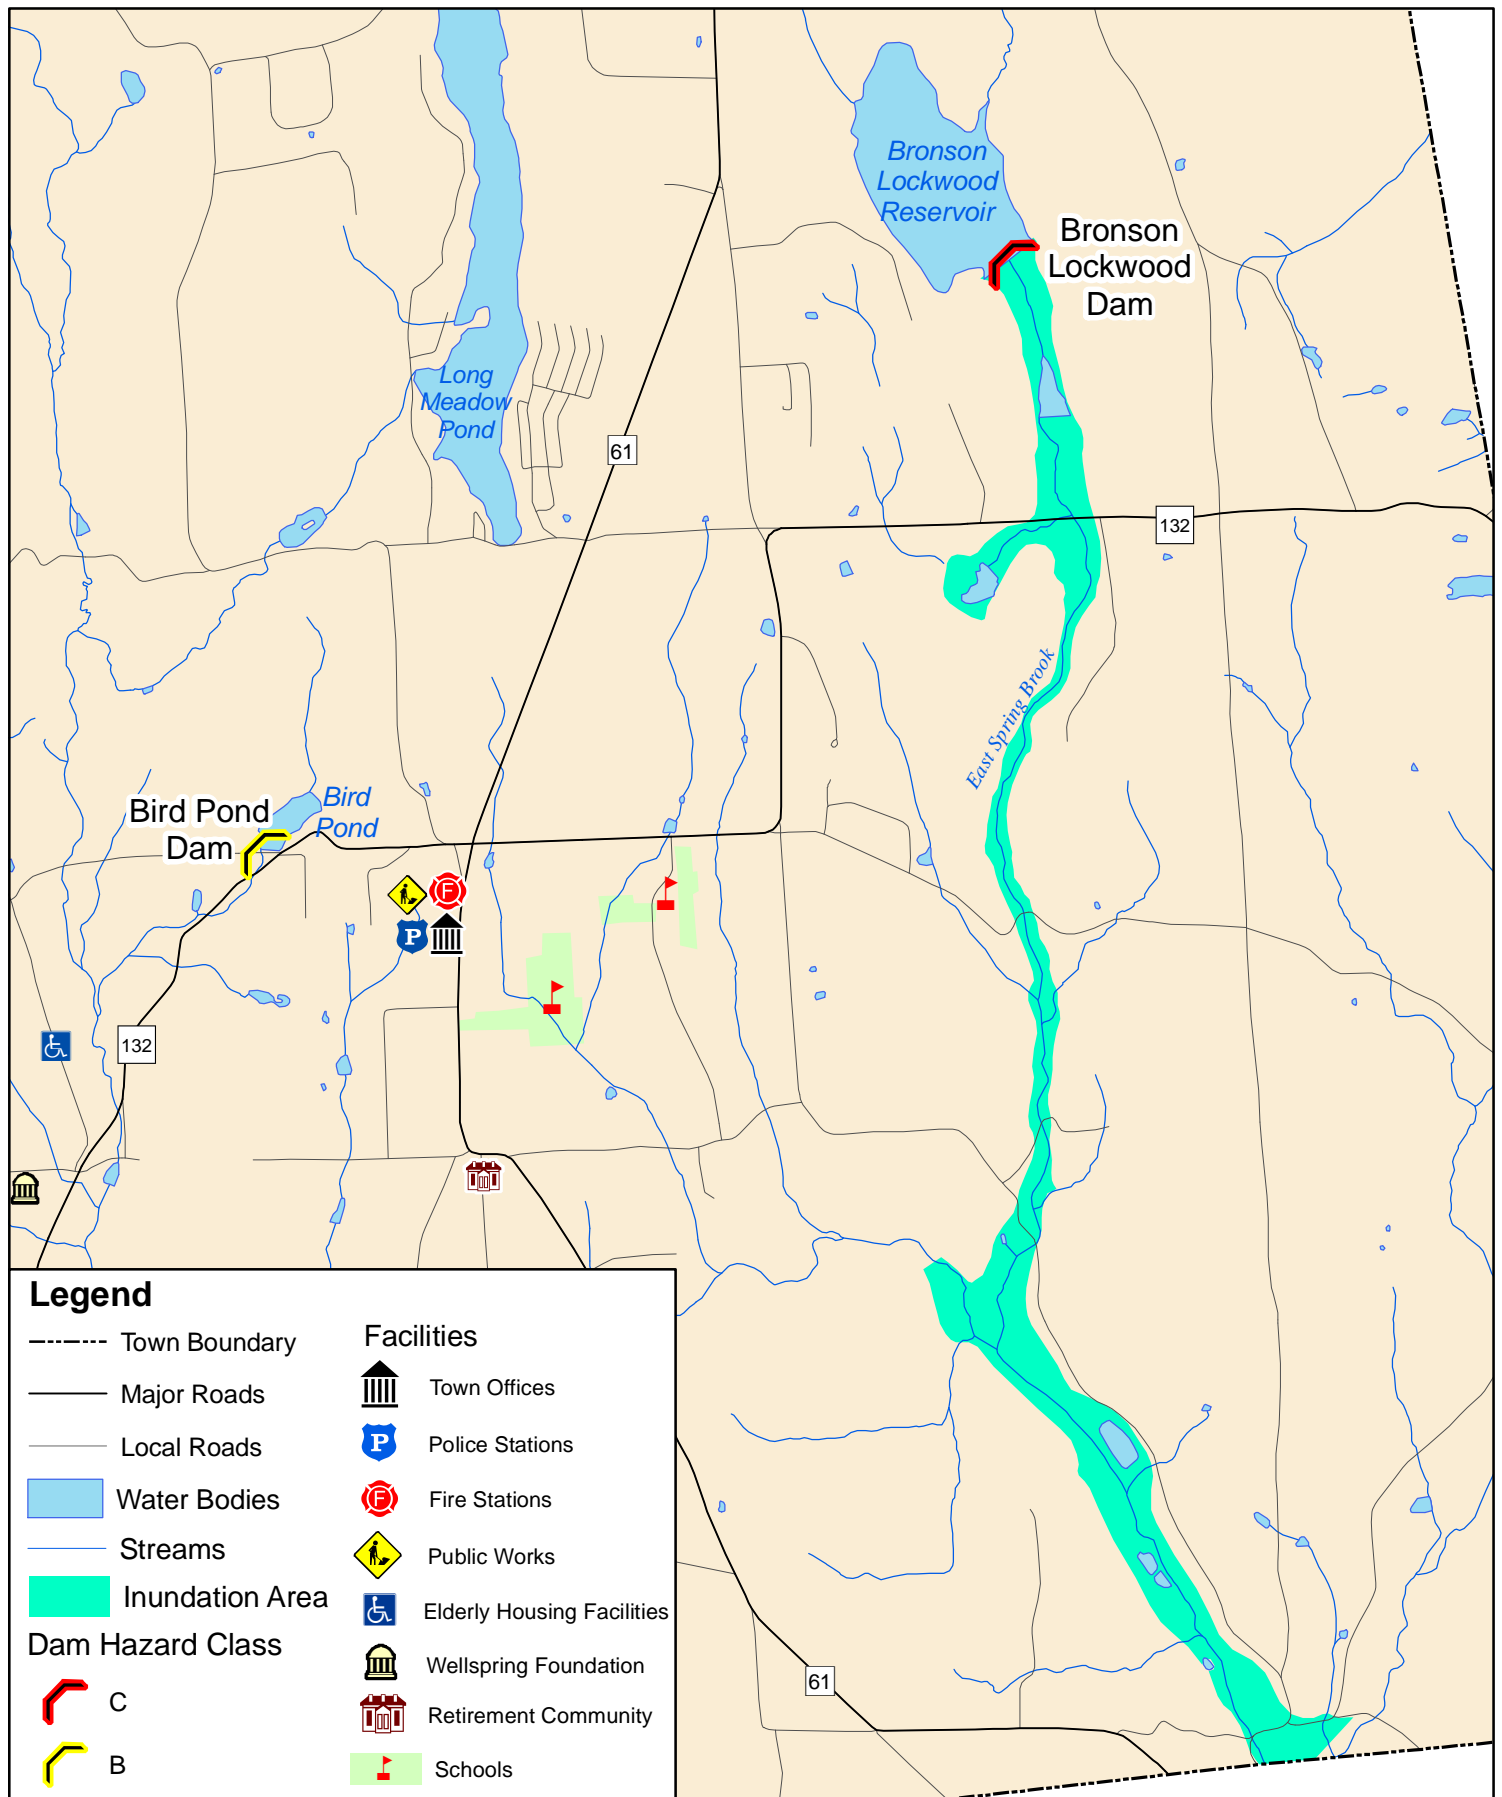 Bronson
Lockwood
Reservoir
Bronson
Lockwood
Dam
Long
Meadow
Pond
61
132
East Spring Brook
Bird Pond
Dam
Bird
Pond
F
P
132
61
Legend
Town Boundary
Major Roads
Local Roads
Water Bodies
Streams
Inundation Area
Dam Hazard Class
C
B
Facilities
Town Offices
P
Police Stations
F
Fire Stations
Public Works
Elderly Housing Facilities
Wellspring Foundation
Retirement Community
Schools